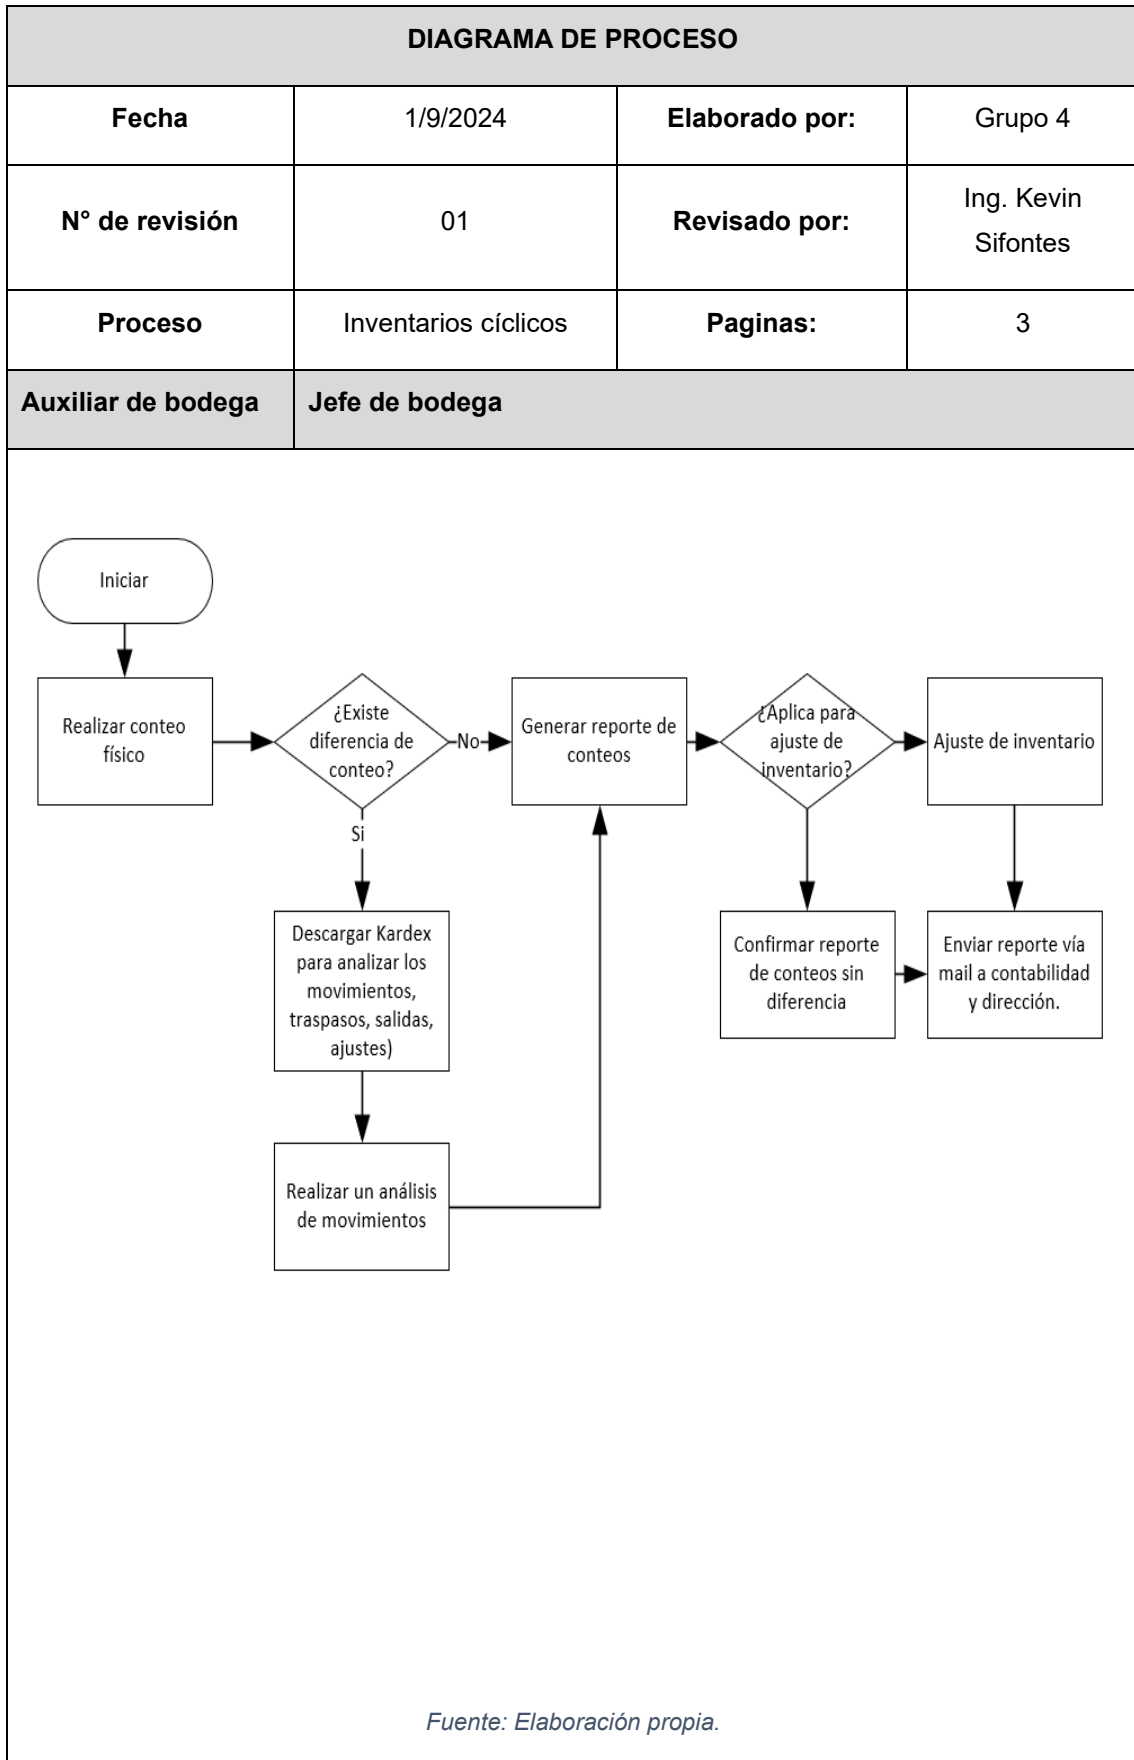 DIAGRAMA DE PROCESO
Fecha
1/9/2024
Elaborado por:
Grupo 4
N° de revisión
01
Revisado por:
Ing. Kevin
Sifontes
Proceso
Inventarios cíclicos
Paginas:
3
Auxiliar de bodega
Jefe de bodega
Iniciar
Realizar conteo
físico
¿Existe
diferencia de
conteo?
No
Generar reporte de
conteos
¿Aplica para
ajuste de
inventario?
Ajuste de inventario
Si
Descargar Kardex
para analizar los
movimientos,
traspasos, salidas,
ajustes)
Confirmar reporte
de conteos sin
diferencia
Enviar reporte vía
mail a contabilidad
y dirección.
Realizar un análisis
de movimientos
Fuente: Elaboración propia.